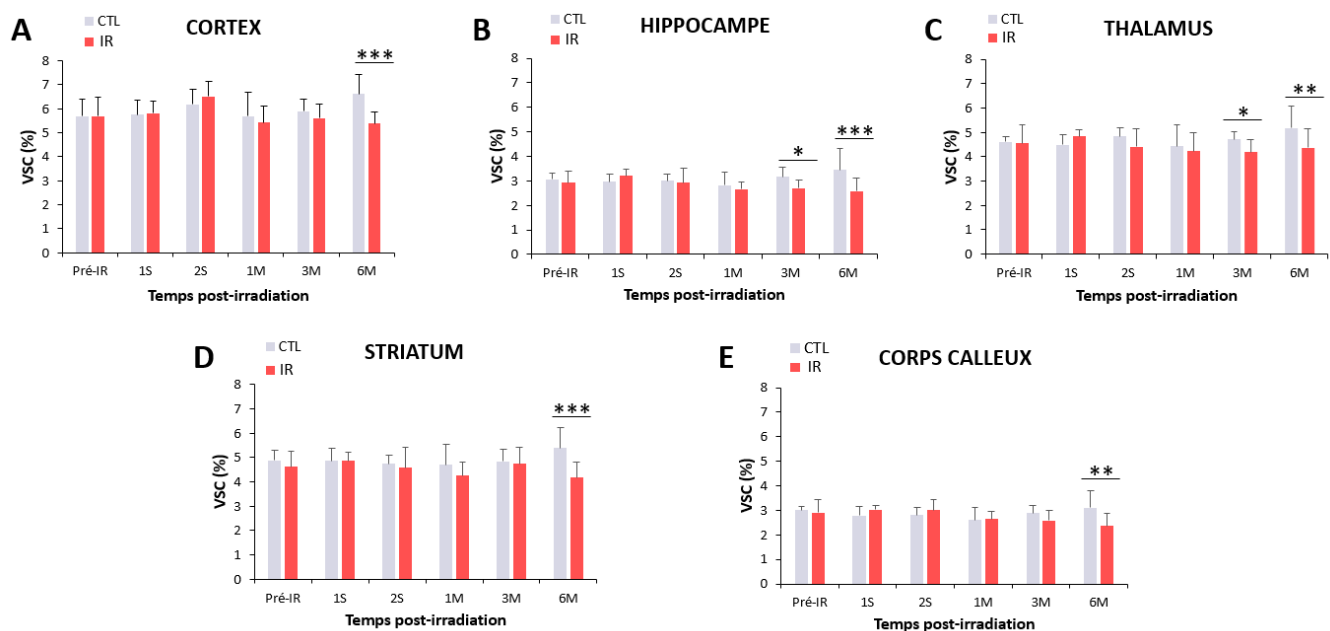 A
CORTEX
CTL
IR
***
VSC (%)
8
7
6
5
4
3
2
1
0
Pré-IR 1S 2S 1M 3M 6M
Temps post-irradiation
B
HIPPOCAMPE
CTL
IR
* ***
VSC (%)
8
7
6
5
4
3
2
1
0
Pré-IR 1S 2S 1M 3M 6M
Temps post-irradiation
C
THALAMUS
CTL
IR
* **
VSC (%)
8
7
6
5
4
3
2
1
0
Pré-IR 1S 2S 1M 3M 6M
Temps post-irradiation
D
STRIATUM
CTL
IR
***
VSC (%)
8
7
6
5
4
3
2
1
0
Pré-IR 1S 2S 1M 3M 6M
Temps post-irradiation
E
CORPS CALLEUX
CTL
IR
**
VSC (%)
8
7
6
5
4
3
2
1
0
Pré-IR 1S 2S 1M 3M 6M
Temps post-irradiation